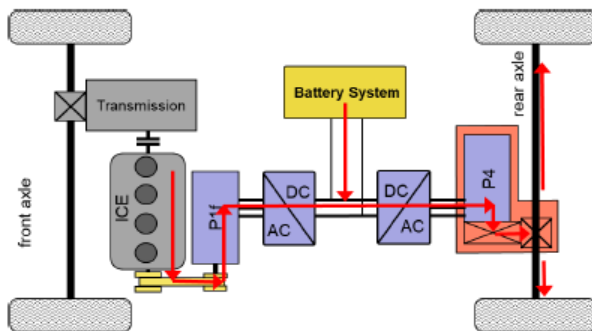 front axle
Transmission
ICE
P1f
DC
AC
Battery System
DC
AC
P4
rear axle